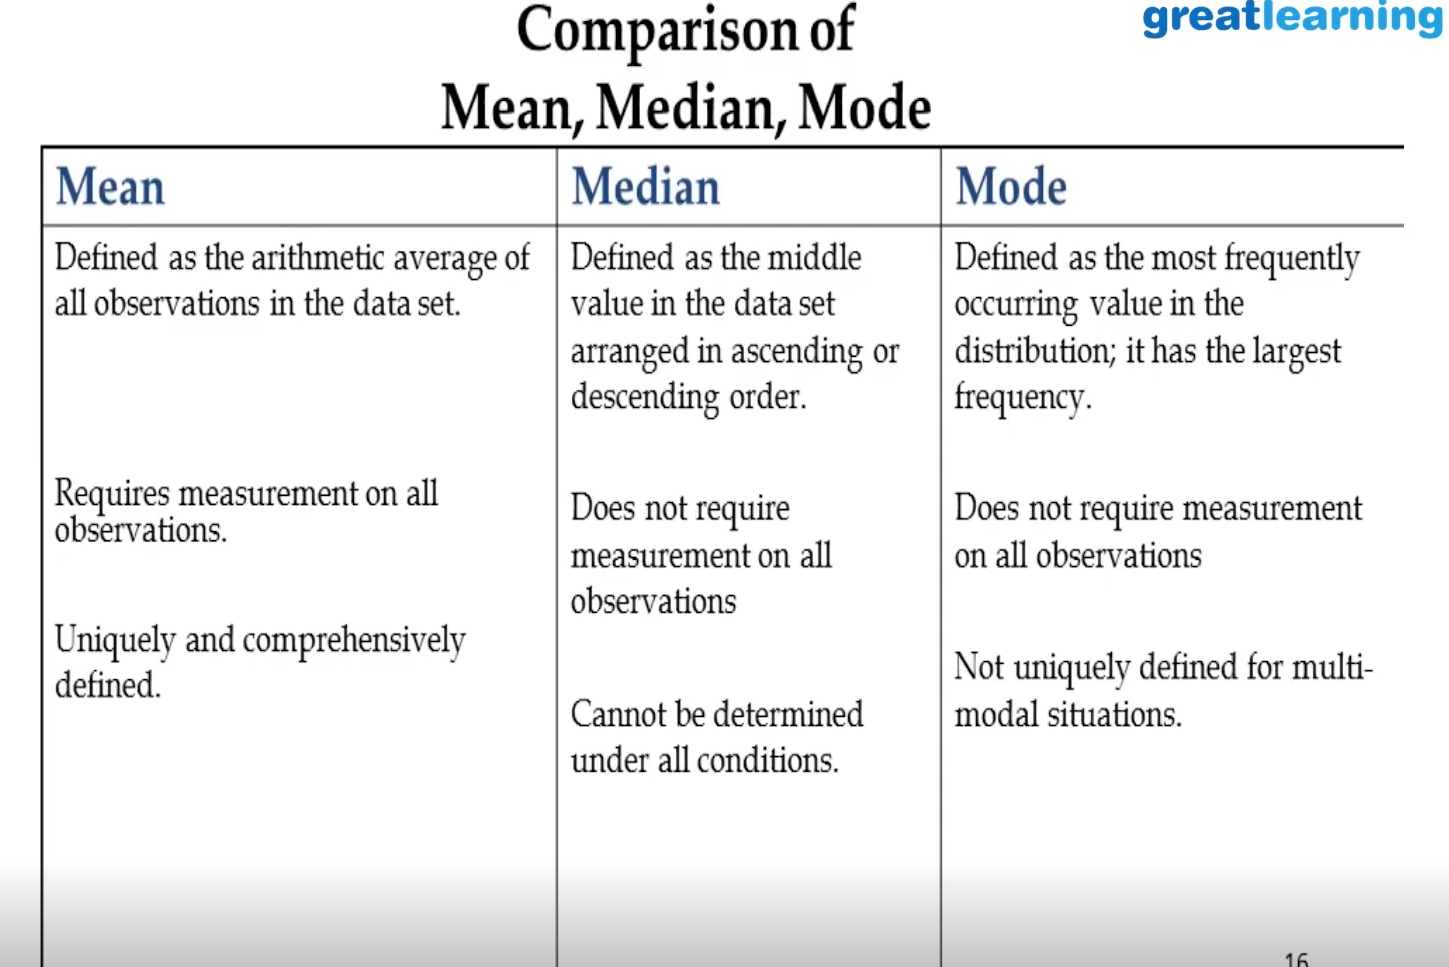 greatlearning
Comparison of
Mean, Median, Mode
Mean
Defined as the arithmetic average of
all observations in the data set.
Requires measurement on all
observations.
Uniquely and comprehensively
defined.
Median
Defined as the middle
value in the data set
arranged in ascending or
descending order.
Does not require
measurement on all
observations
Cannot be determined
under all conditions.
Mode
Defined as the most frequently
occurring value in the
distribution; it has the largest
frequency.
Does not require measurement
on all observations
Not uniquely defined for multi-
modal situations.
16